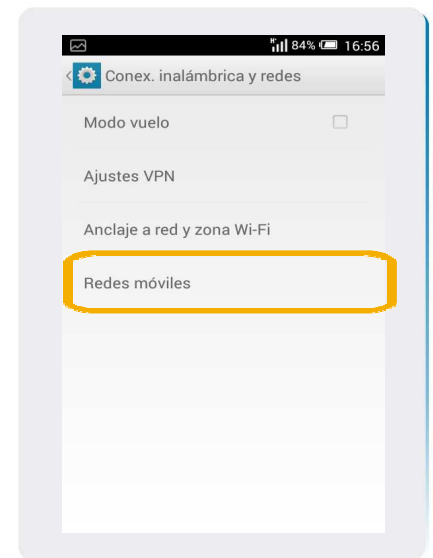 H 84% 16:56
Conex. inalámbrica y redes
Modo vuelo
Ajustes VPN
Anclaje a red y zona Wi-Fi
Redes móviles